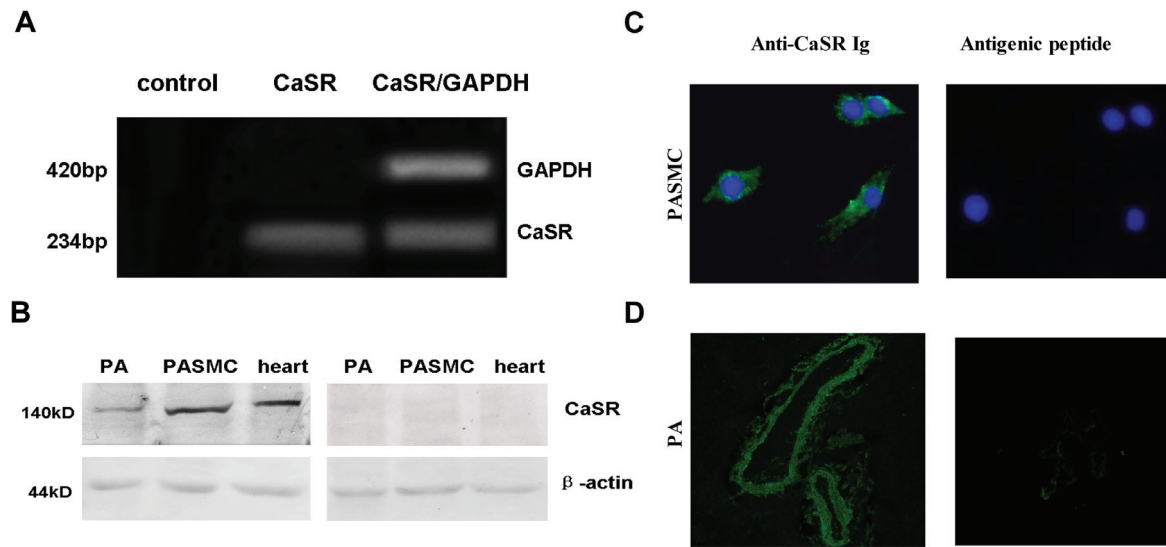 A
control CaSR CaSR/GAPDH
420bp GAPDH
234bp CaSR
B
PA PASMC heart PA PASMC heart
140kD CaSR
44kD β-actin
C
Anti-CaSR Ig Antigenic peptide
PASMC
D
PA